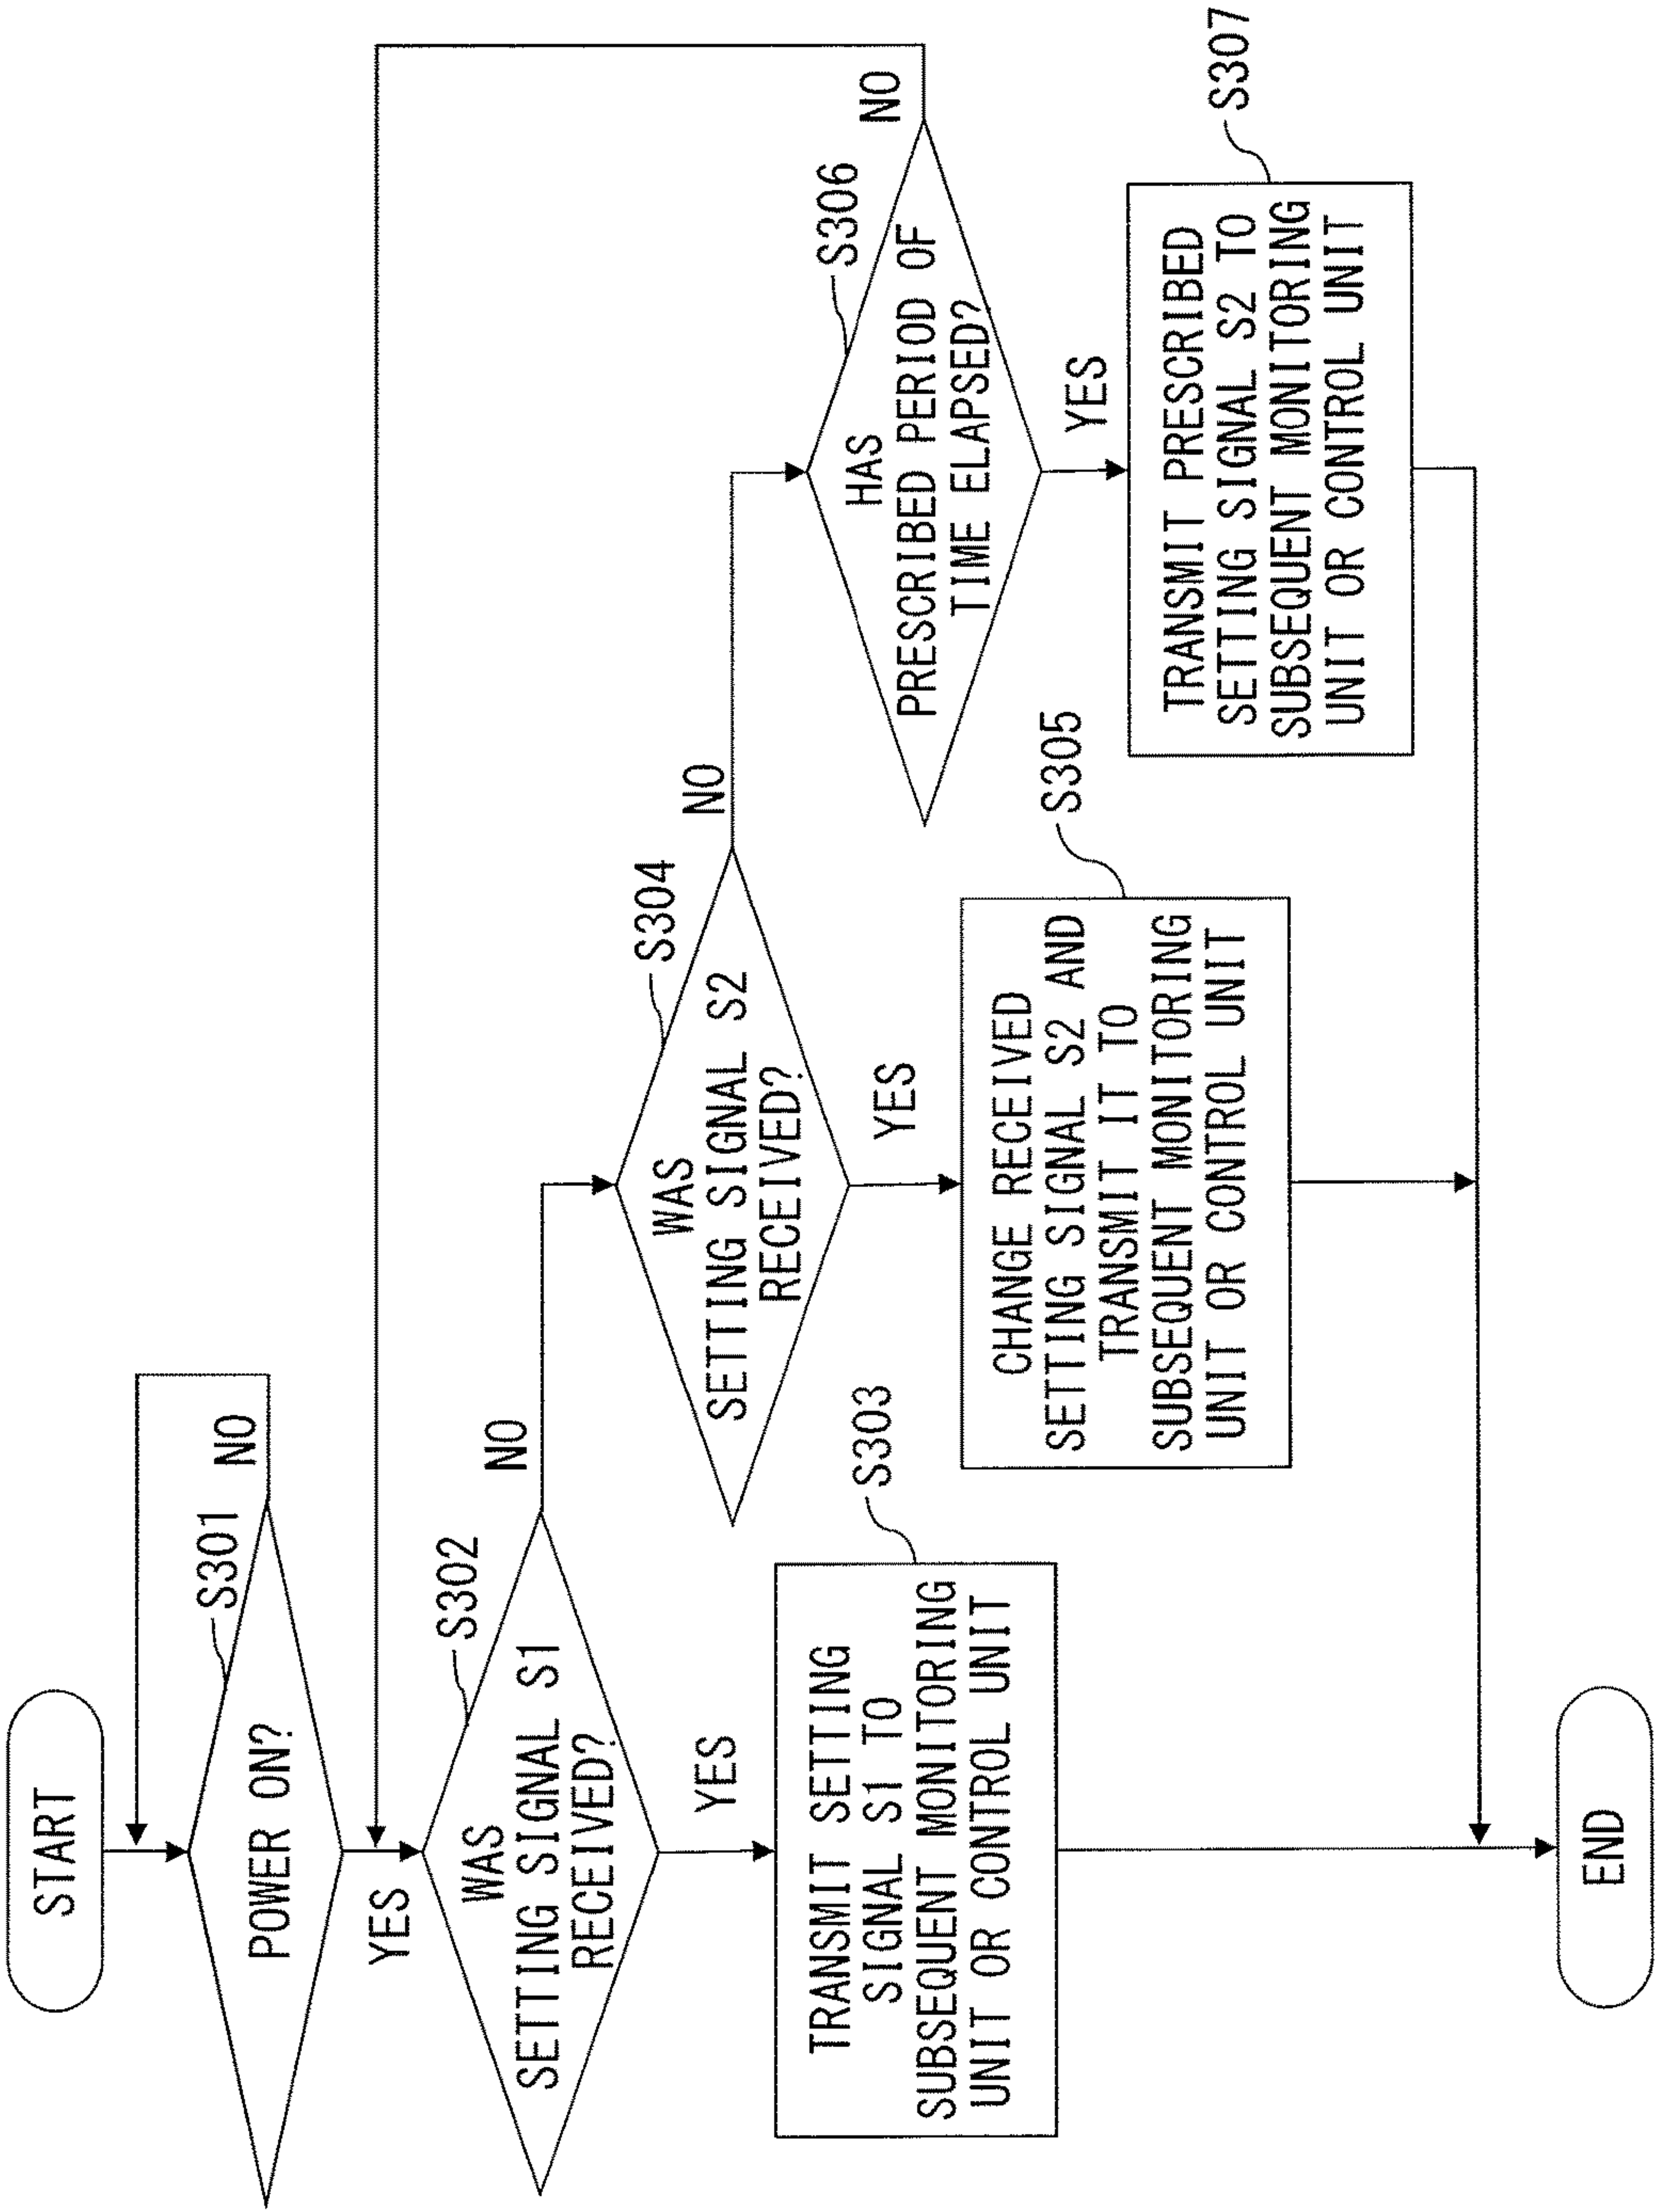 START
S301
POWER ON?
NO
YES
S302
WAS
SETTING SIGNAL S1
RECEIVED?
NO
YES
S303
TRANSMIT SETTING
SIGNAL S1 TO
SUBSEQUENT MONITORING
UNIT OR CONTROL UNIT
S304
WAS
SETTING SIGNAL S2
RECEIVED?
NO
YES
S305
CHANGE RECEIVED
SETTING SIGNAL S2 AND
TRANSMIT IT TO
SUBSEQUENT MONITORING
UNIT OR CONTROL UNIT
S306
HAS
PRESCRIBED PERIOD OF
TIME ELAPSED?
NO
YES
S307
TRANSMIT PRESCRIBED
SETTING SIGNAL S2 TO
SUBSEQUENT MONITORING
UNIT OR CONTROL UNIT
END